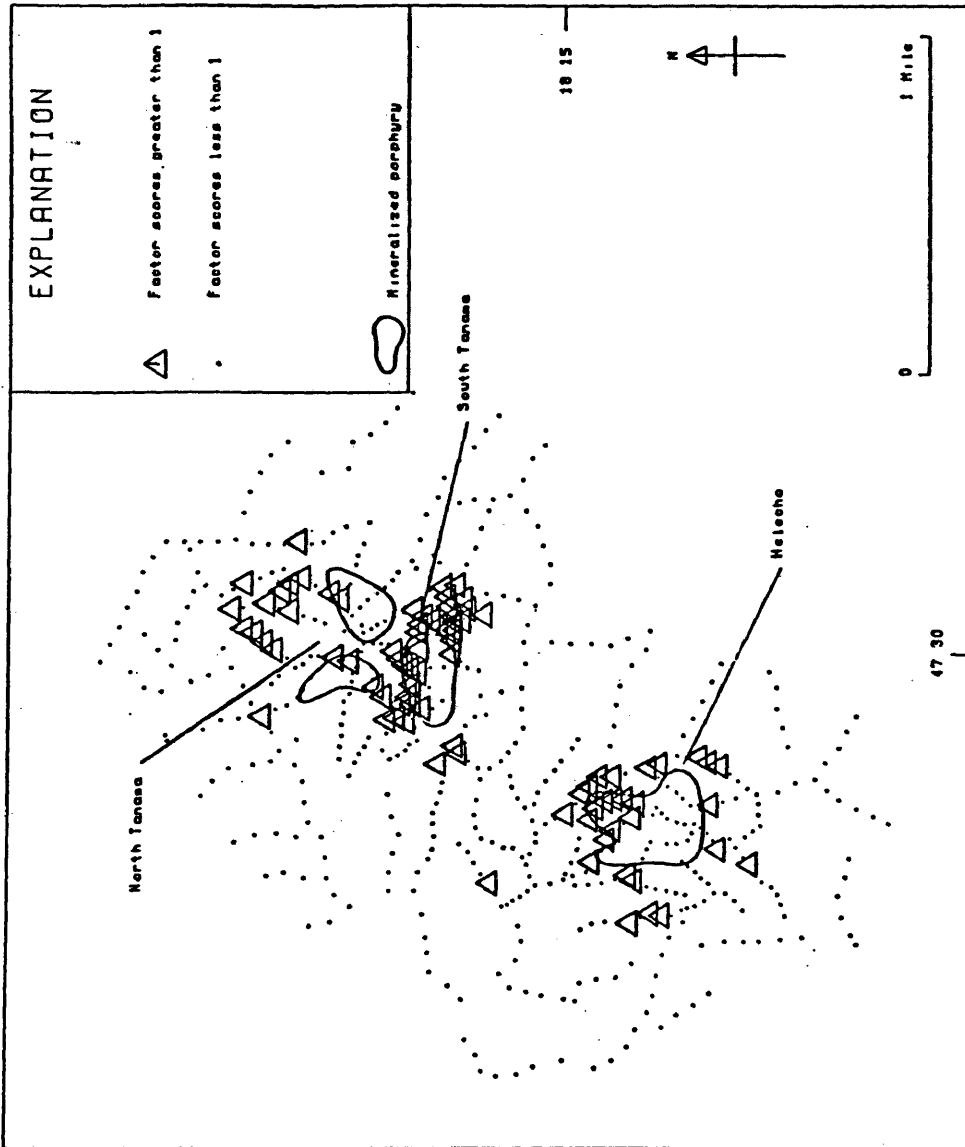 EXPLANATION
Factor scores greater than 1
Factor scores less than 1
Mineralized porphyry
North Tanama
South Tanama
Helecho
18 15
47 30
N
0
1 Mile